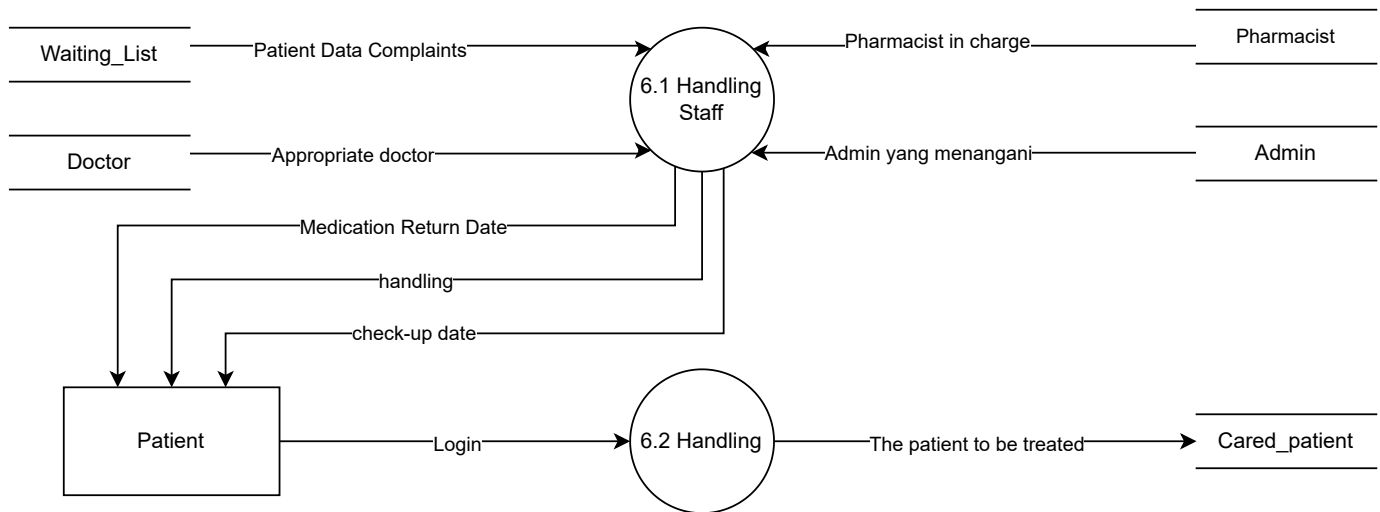 Waiting_List
Patient Data Complaints
6.1 Handling
Staff
Pharmacist in charge
Pharmacist
Doctor
Appropriate doctor
Admin yang menangani
Admin
Medication Return Date
handling
check-up date
Patient
Login
6.2 Handling
The patient to be treated
Cared_patient